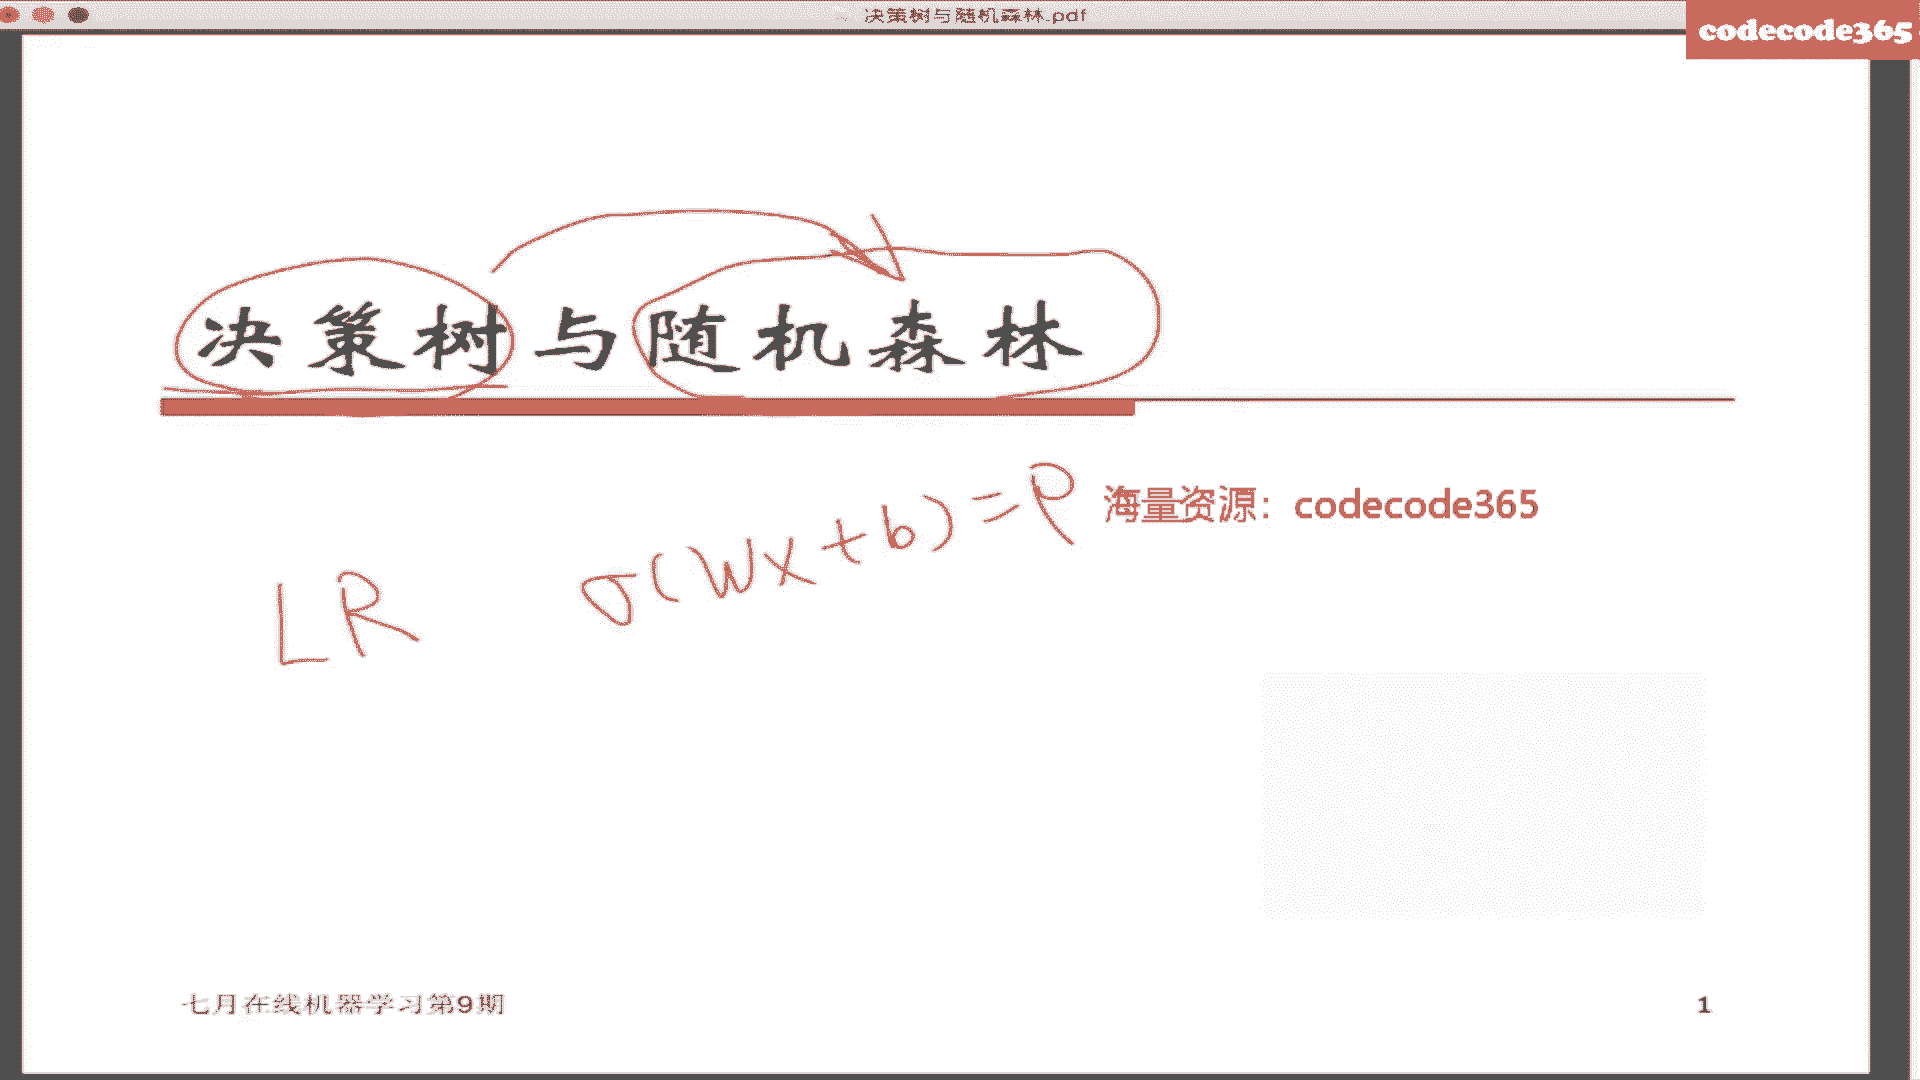 决策树与随机森林.pdf
codecode365
决策树与随机森林
海量资源：codecode365
LR σ(WX+b)=P
七月在线机器学习第9期
1